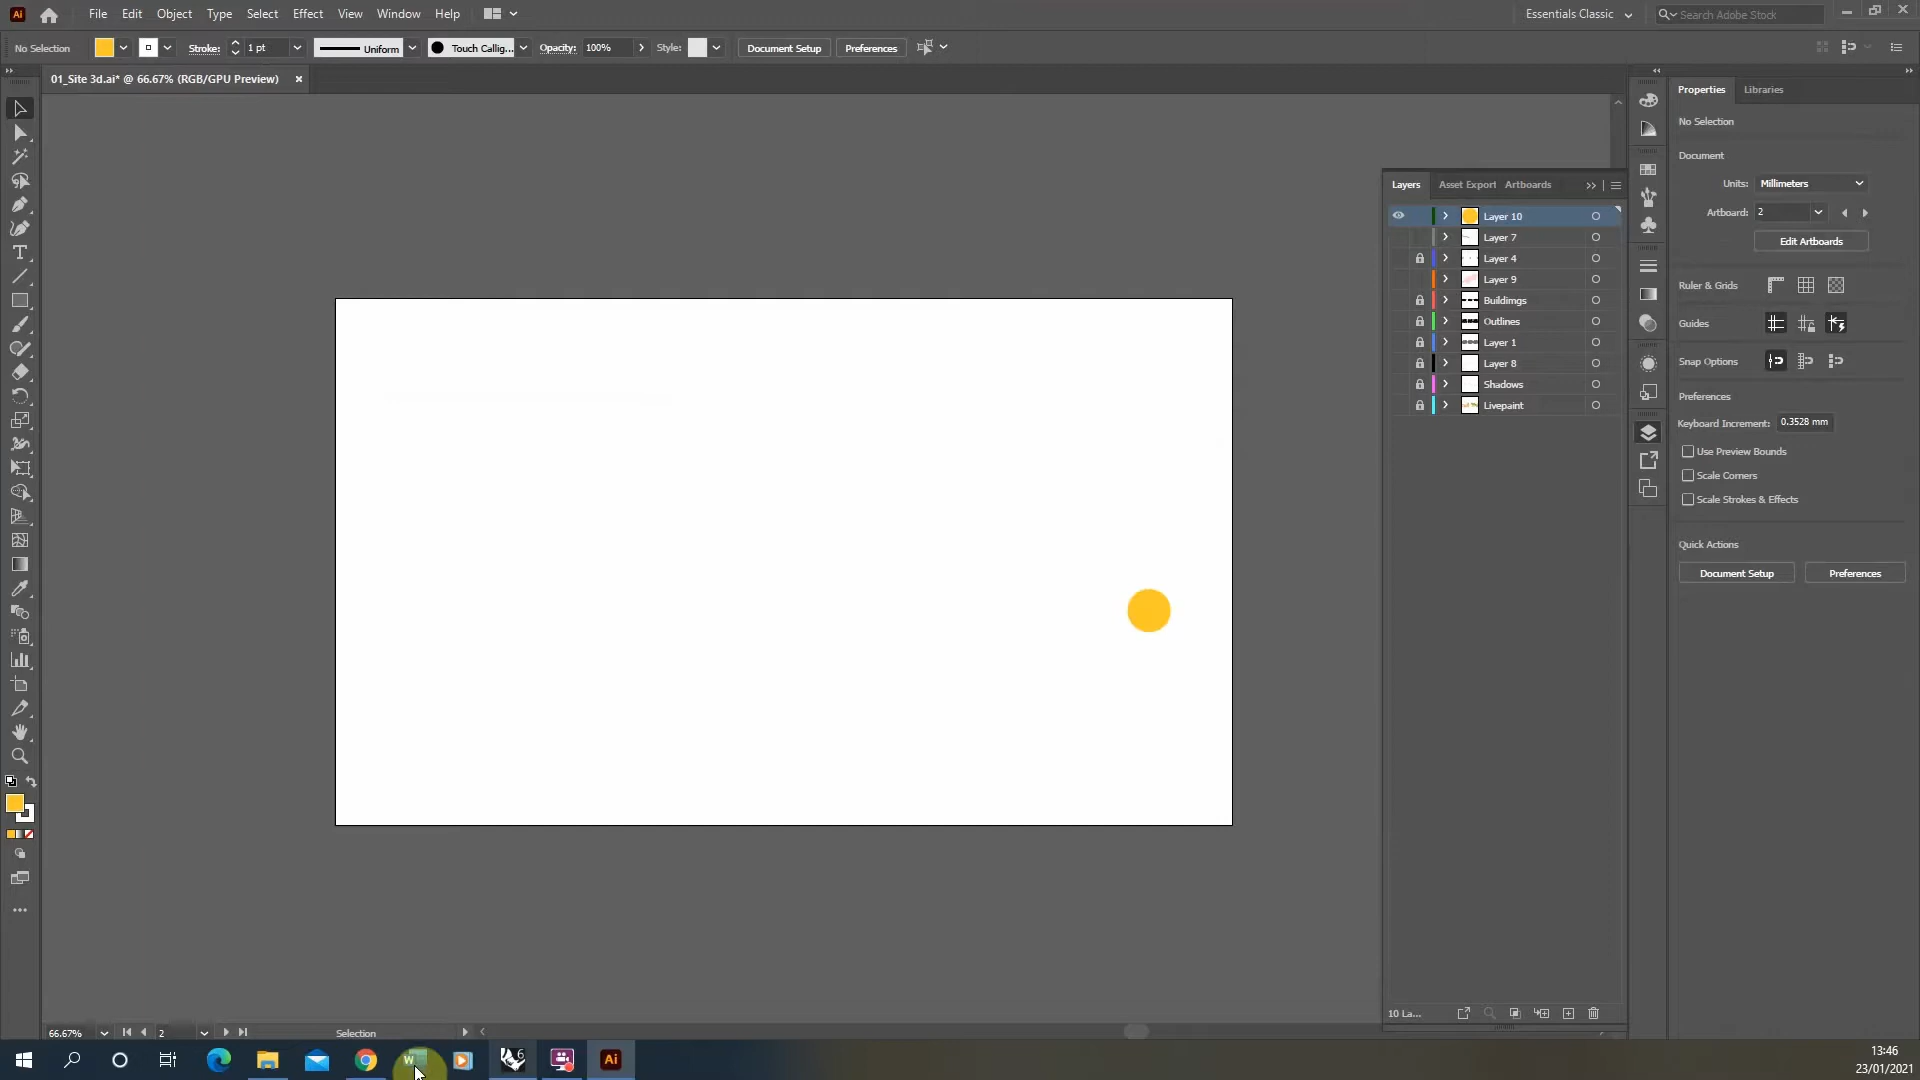 Ai File Edit Object Type Select Effect View Window Help Essentials Classic Search Adobe Stock
No Selection Stroke: 1 pt Uniform Touch Callig... Opacity: 100% Style: Document Setup Preferences
01_Site 3d.ai* @ 66.67% (RGB/GPU Preview) ×
Properties Libraries
No Selection
Document
Units: Millimeters
Artboard: 2
Edit Artboards
Ruler & Grids
Guides
Snap Options
Preferences
Keyboard Increment: 0.3528 mm
Use Preview Bounds
Scale Corners
Scale Strokes & Effects
Quick Actions
Document Setup Preferences
Layers Asset Export Artboards
Layer 10
Layer 7
Layer 4
Layer 9
Buildimgs
Outlines
Layer 1
Layer 8
Shadows
Livepaint
10 La...
66.67% 2 Selection
W 6 Ai
13:46
23/01/2021